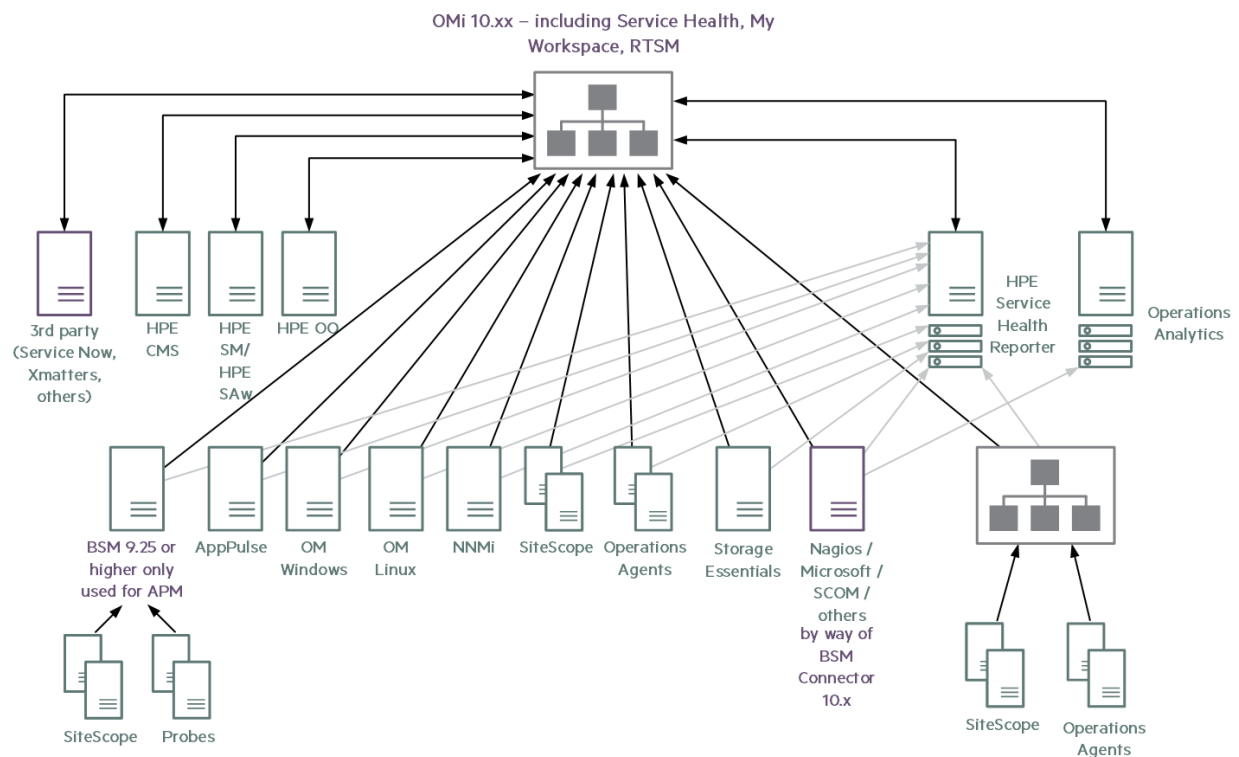 OMi 10.xx – including Service Health, My
Workspace, RTSM
3rd party
(Service Now,
Xmatters,
others)
HPE
CMS
HPE
SM/
HPE
SAw
HPE OO
HPE
Service
Health
Reporter
Operations
Analytics
BSM 9.25 or
higher only
used for APM
AppPulse
OM
Windows
OM
Linux
NNMi
SiteScope
Operations
Agents
Storage
Essentials
Nagios /
Microsoft /
SCOM /
others
by way of
BSM
Connector
10.x
SiteScope
Probes
SiteScope
Operations
Agents